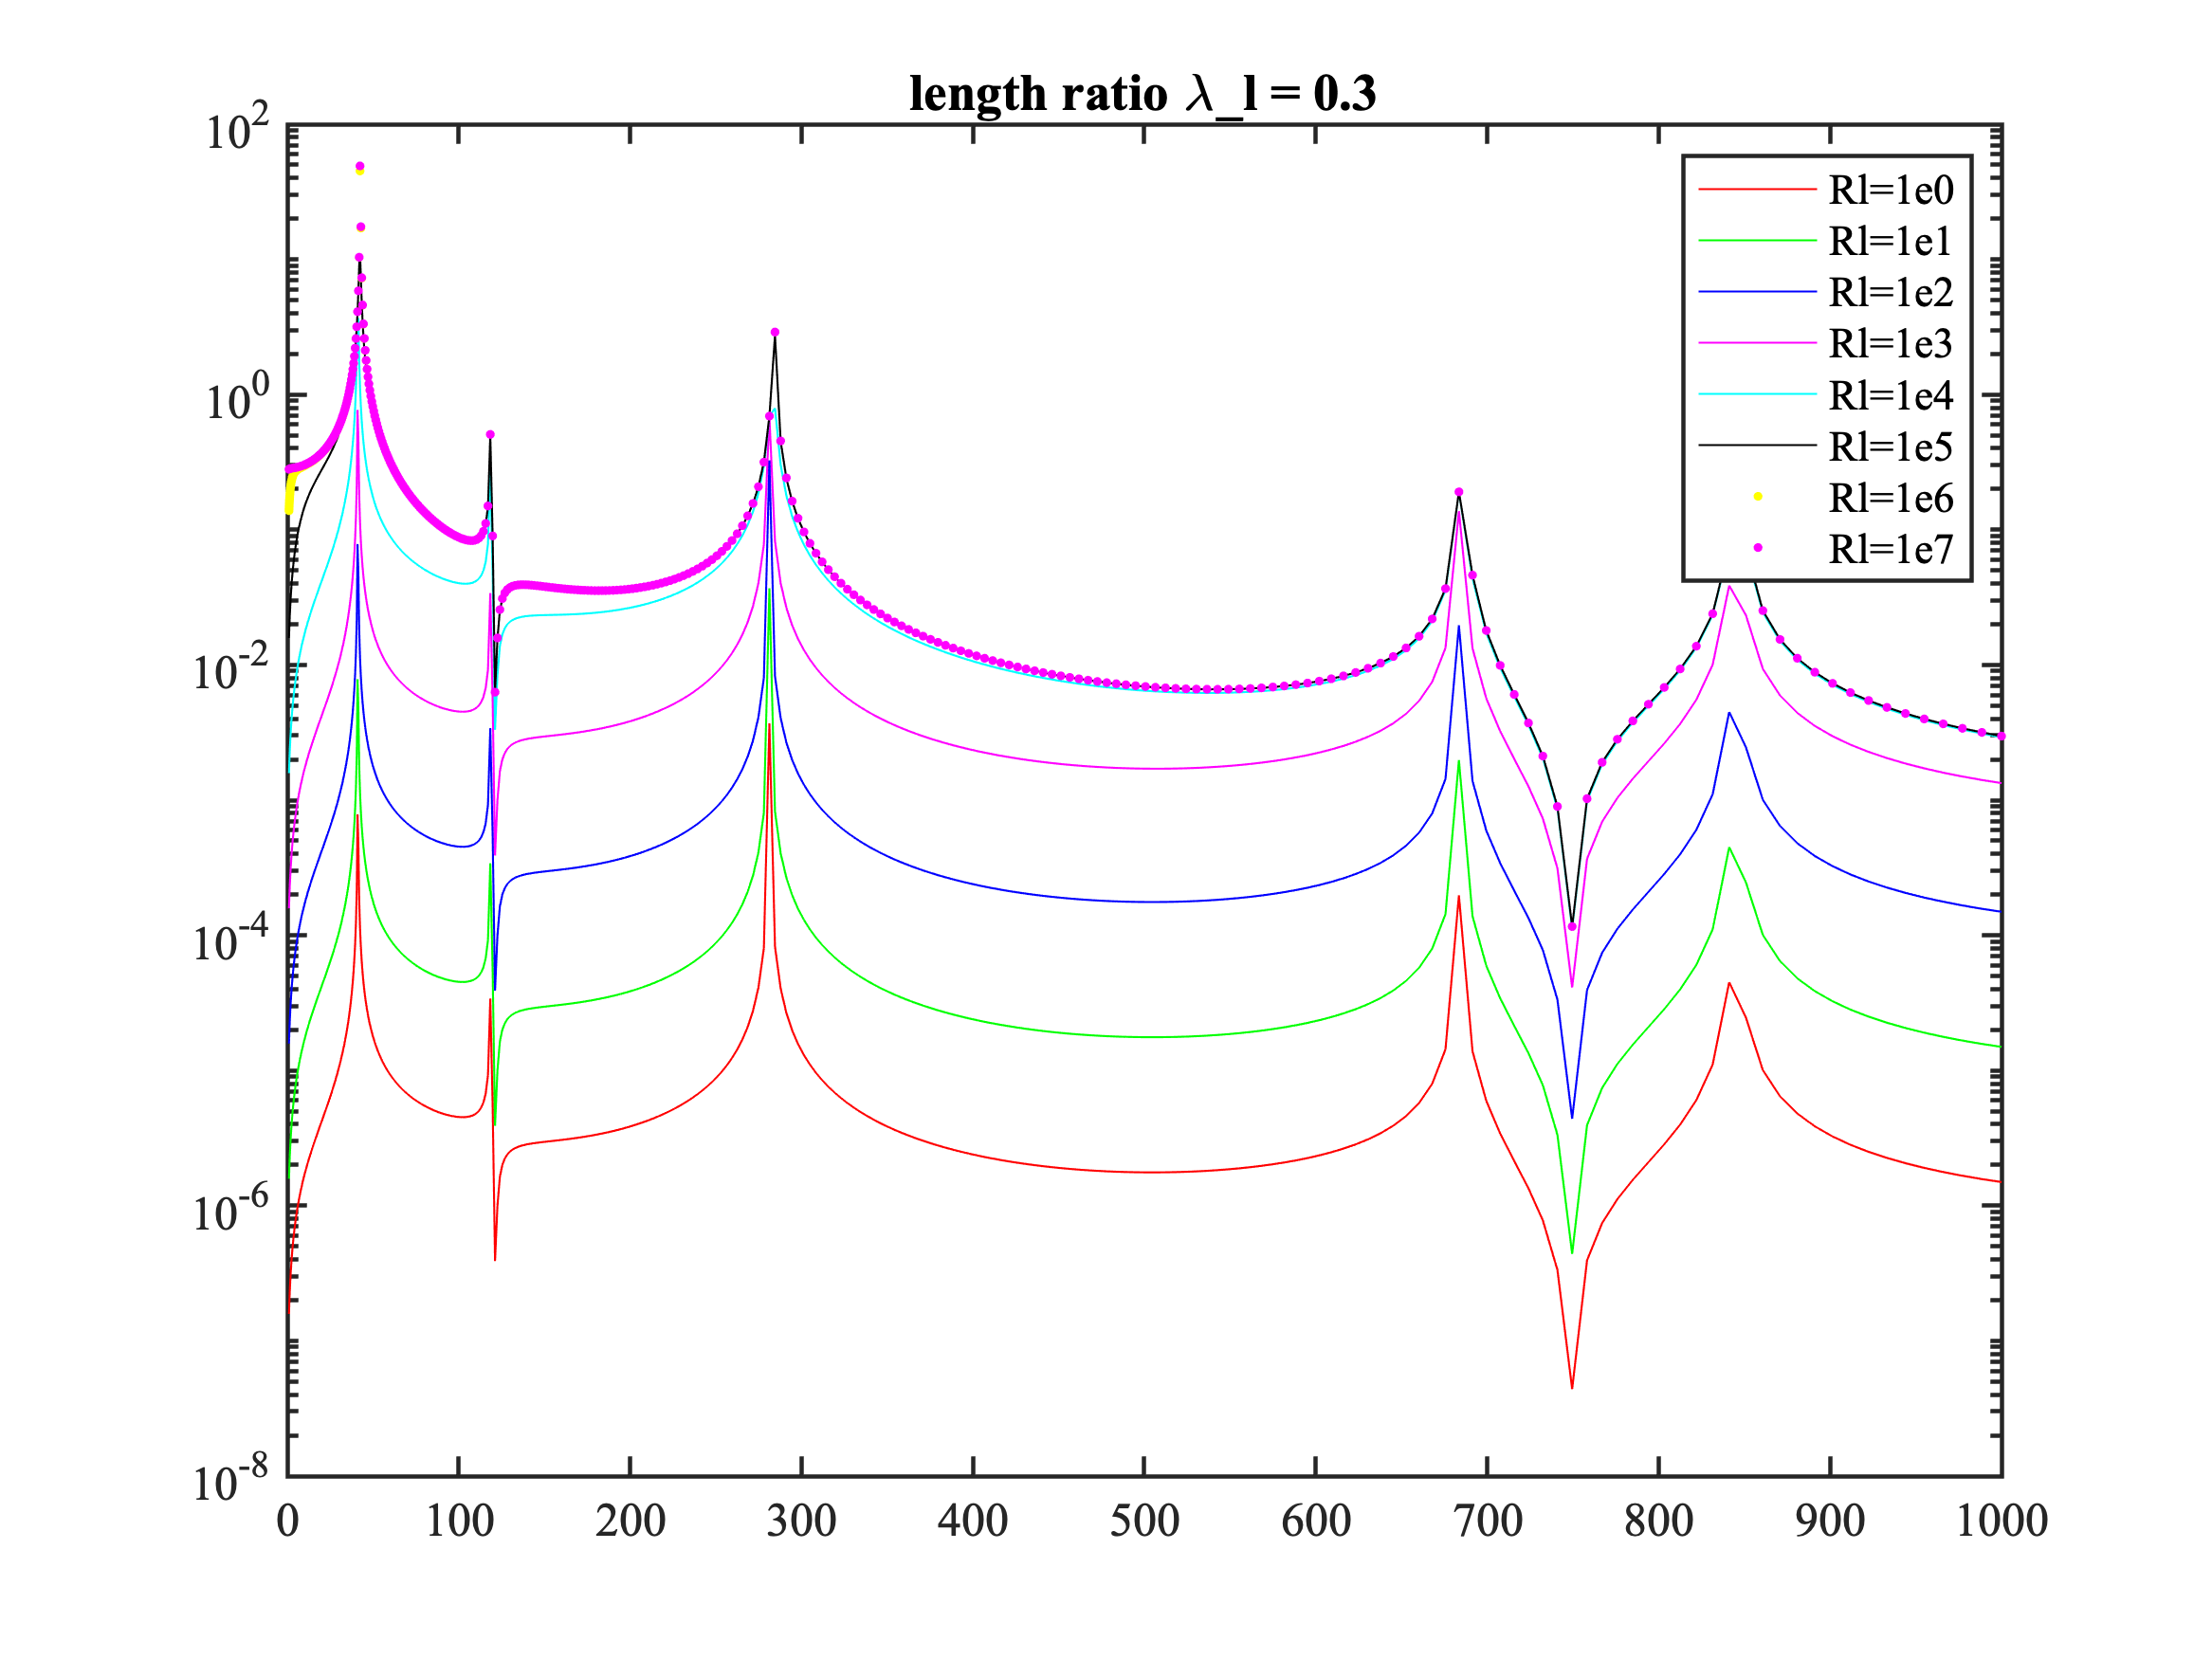 length ratio λ_l = 0.3
10^2
10^0
10^-2
10^-4
10^-6
10^-8
Rl=1e0
Rl=1e1
Rl=1e2
Rl=1e3
Rl=1e4
Rl=1e5
Rl=1e6
Rl=1e7
0 100 200 300 400 500 600 700 800 900 1000